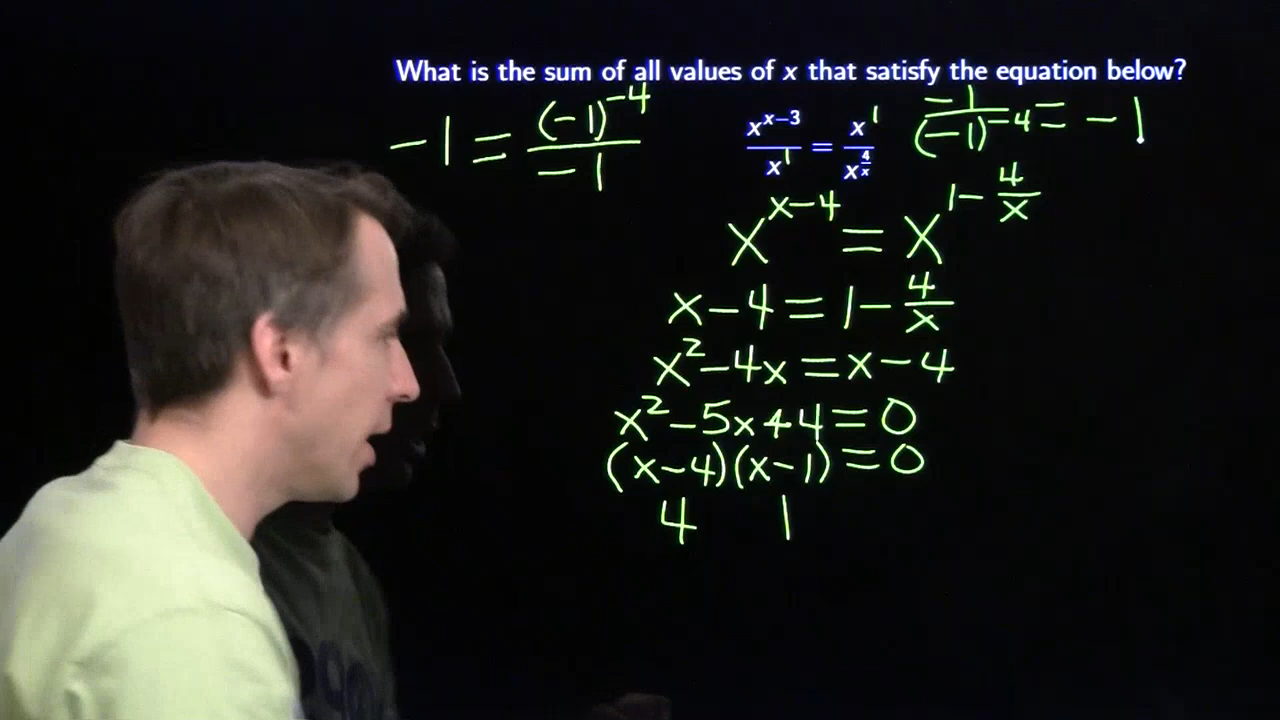 What is the sum of all values of x that satisfy the equation below?
-1 = (-1)^{-4} / -1
x^{x-3} / x^1 = x^1 / x^{4/x}
-1 / (-1)^{-4} = -1
x^{x-4} = x^{1 - 4/x}
x - 4 = 1 - 4/x
x^2 - 4x = x - 4
x^2 - 5x + 4 = 0
(x - 4)(x - 1) = 0
4 1